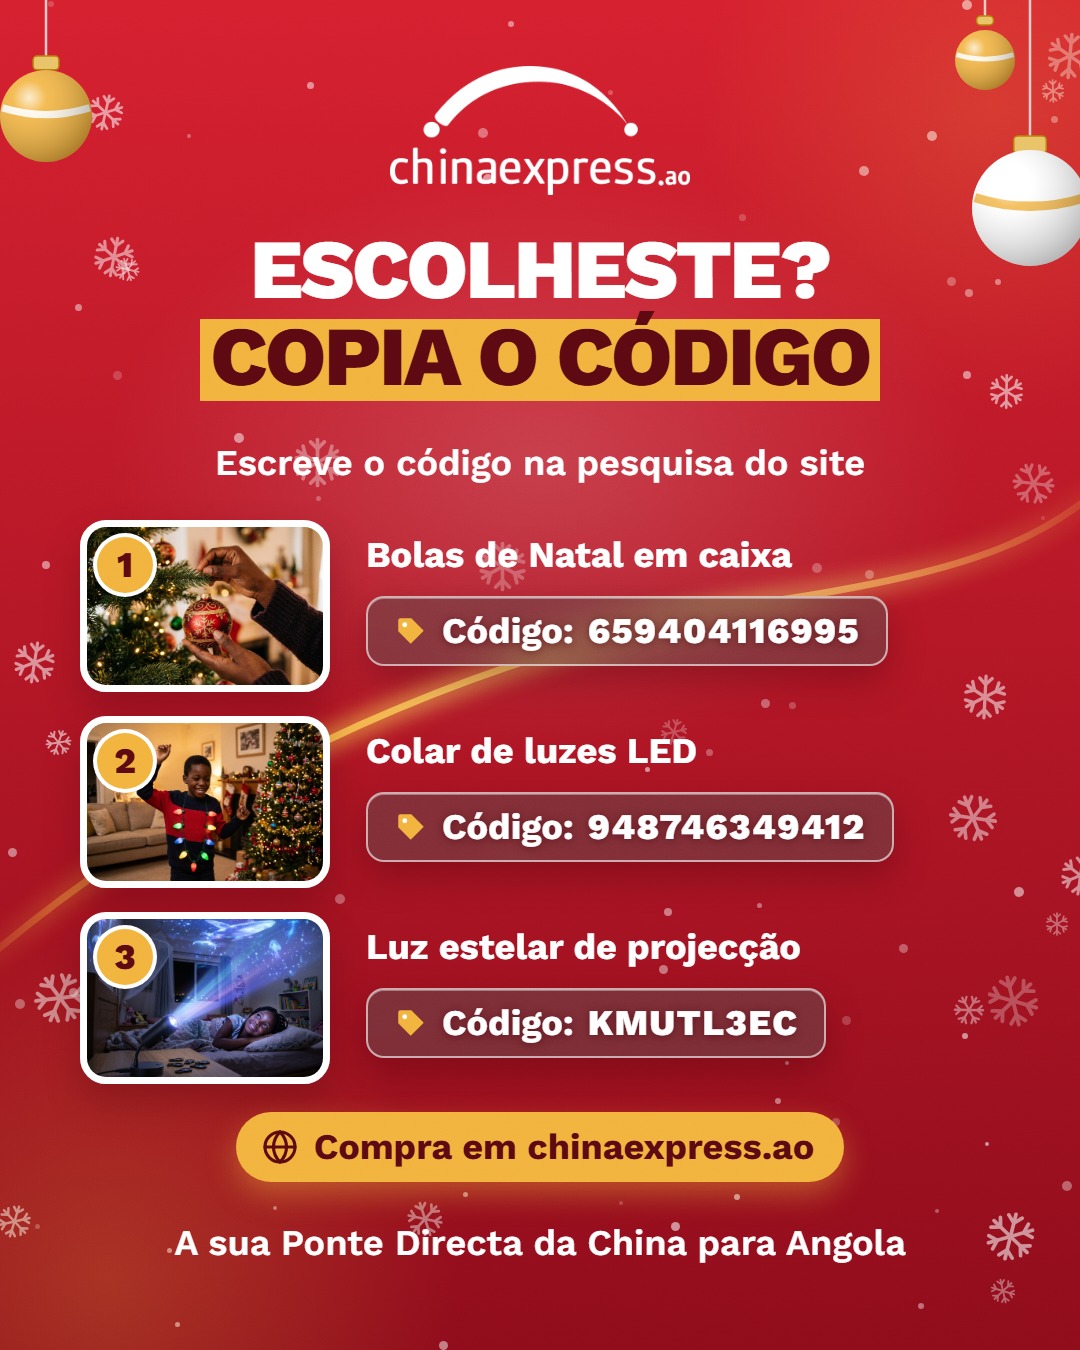 chinaexpress.ao
ESCOLHESTE?
COPIA O CÓDIGO
Escreve o código na pesquisa do site
1
Bolas de Natal em caixa
Código: 659404116995
2
Colar de luzes LED
Código: 948746349412
3
Luz estelar de projecção
Código: KMUTL3EC
Compra em chinaexpress.ao
A sua Ponte Directa da China para Angola